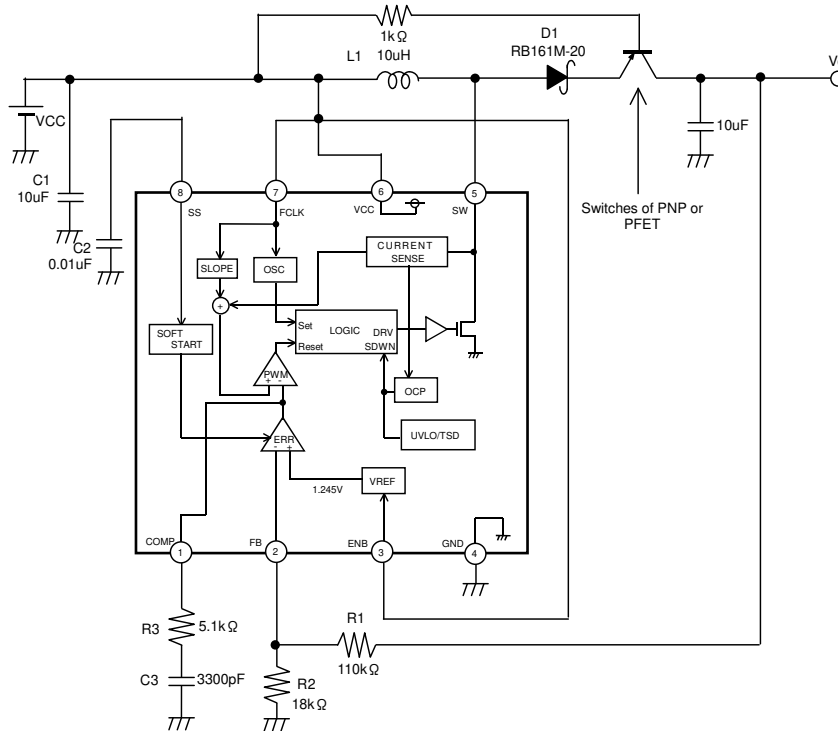 1kΩ
L1
10uH
D1
RB161M-20
VCC
10uF
C1
10uF
C2
0.01uF
Switches of PNP or
PFET
8
7
6
5
SS
FCLK
VCC
SW
SLOPE
OSC
CURRENT
SENSE
+
SOFT
START
Set
LOGIC
DRV
Reset
SDWN
PWM
+ -
OCP
ERR
- +
UVLO/TSD
1.245V
VREF
COMP
FB
ENB
GND
1
2
3
4
R3
5.1kΩ
C3
3300pF
R1
110kΩ
R2
18kΩ